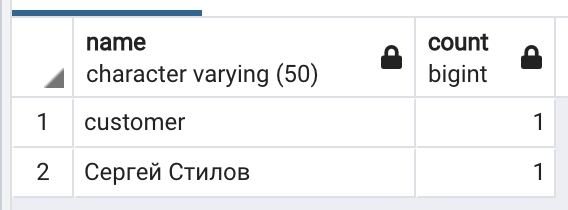 name count
character varying (50) bigint
1 customer 1
2 Сергей Стилов 1